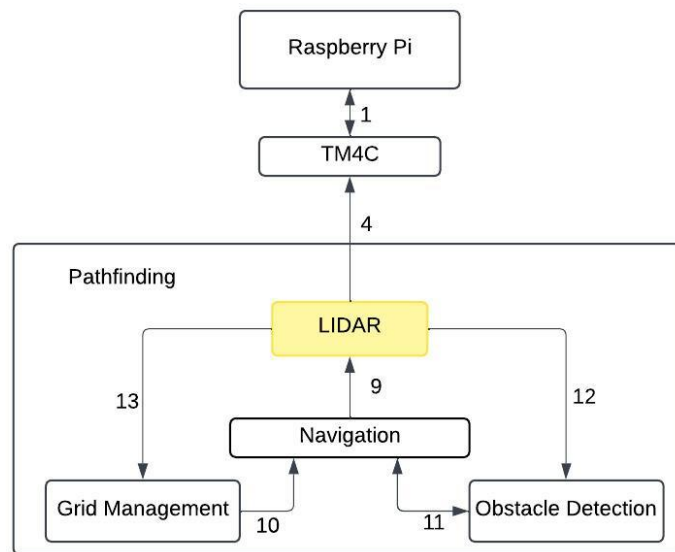 Raspberry Pi
1
TM4C
4
Pathfinding
LIDAR
13
9
12
Navigation
Grid Management
10
11
Obstacle Detection